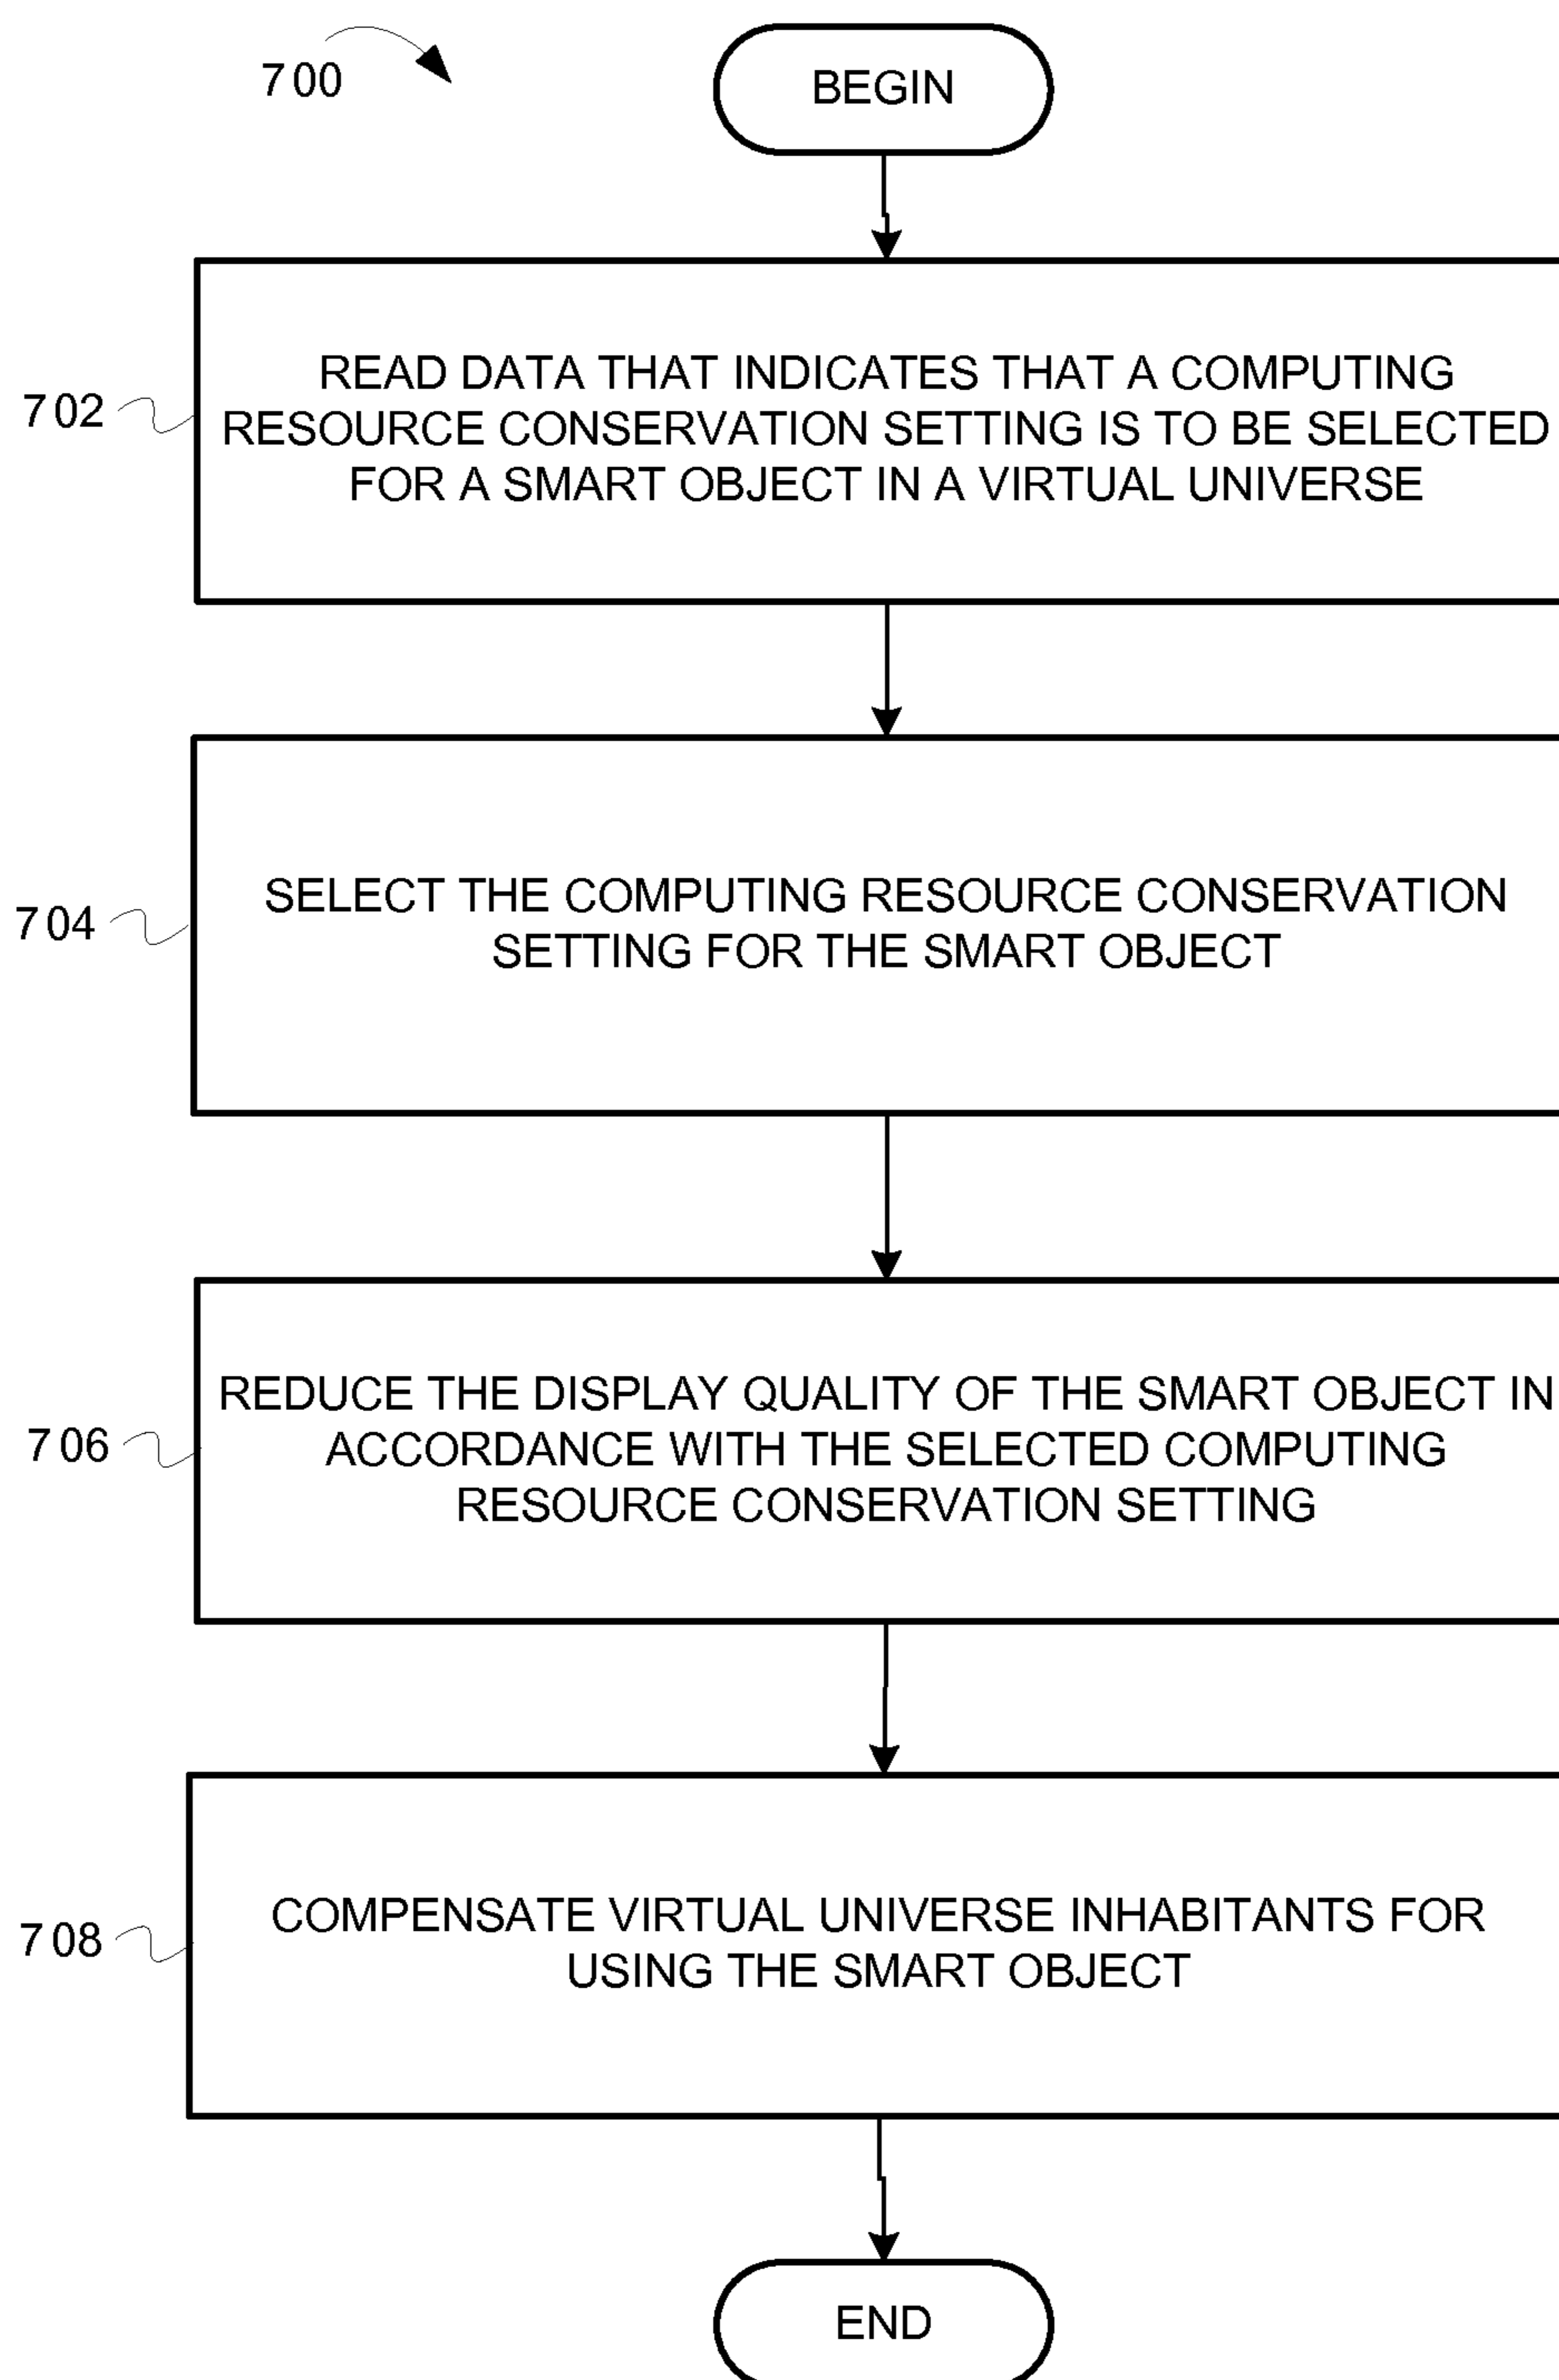 700
BEGIN
702
READ DATA THAT INDICATES THAT A COMPUTING
RESOURCE CONSERVATION SETTING IS TO BE SELECTED
FOR A SMART OBJECT IN A VIRTUAL UNIVERSE
704
SELECT THE COMPUTING RESOURCE CONSERVATION
SETTING FOR THE SMART OBJECT
706
REDUCE THE DISPLAY QUALITY OF THE SMART OBJECT IN
ACCORDANCE WITH THE SELECTED COMPUTING
RESOURCE CONSERVATION SETTING
708
COMPENSATE VIRTUAL UNIVERSE INHABITANTS FOR
USING THE SMART OBJECT
END